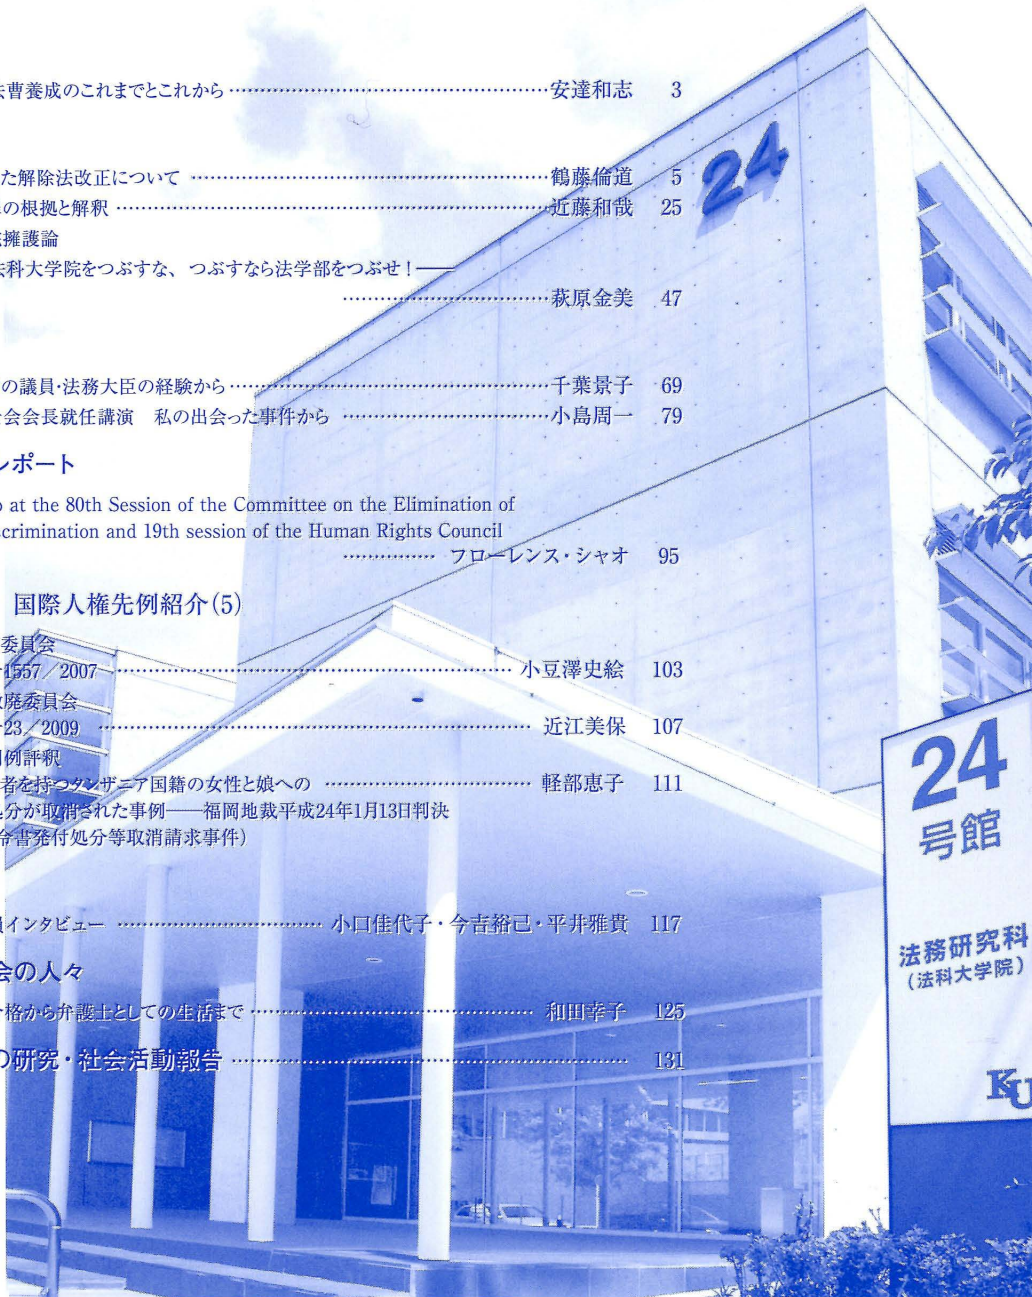 法曹養成のこれまでとこれから ………… 安達和志 3
た解除法改正について ………… 鶴藤倫道 5
の根拠と解釈 ………… 近藤和哉 25
擁護論
法科大学院をつぶすな、つぶすなら法学部をつぶせ！――
………… 萩原金美 47
の議員・法務大臣の経験から ………… 千葉景子 69
会会長就任講演 私の出会った事件から ………… 小島周一 79
レポート
at the 80th Session of the Committee on the Elimination of
crimination and 19th session of the Human Rights Council
………… フローレンス・シャオ 95
国際人権先例紹介(5)
委員会
1557／2007 ………… 小豆澤史絵 103
撤廃委員会
23／2009 ………… 近江美保 107
判例評釈
者を持つタンザニア国籍の女性と娘への ………… 軽部恵子 111
処分が取消された事例――福岡地裁平成24年1月13日判決
令書発付処分等取消請求事件）
員インタビュー ………… 小口佳代子・今吉裕己・平井雅貴 117
会の人々
合格から弁護士としての生活まで ………… 和田幸子 125
の研究・社会活動報告 ………… 131
24
24
号館
法務研究科
（法科大学院）
KU